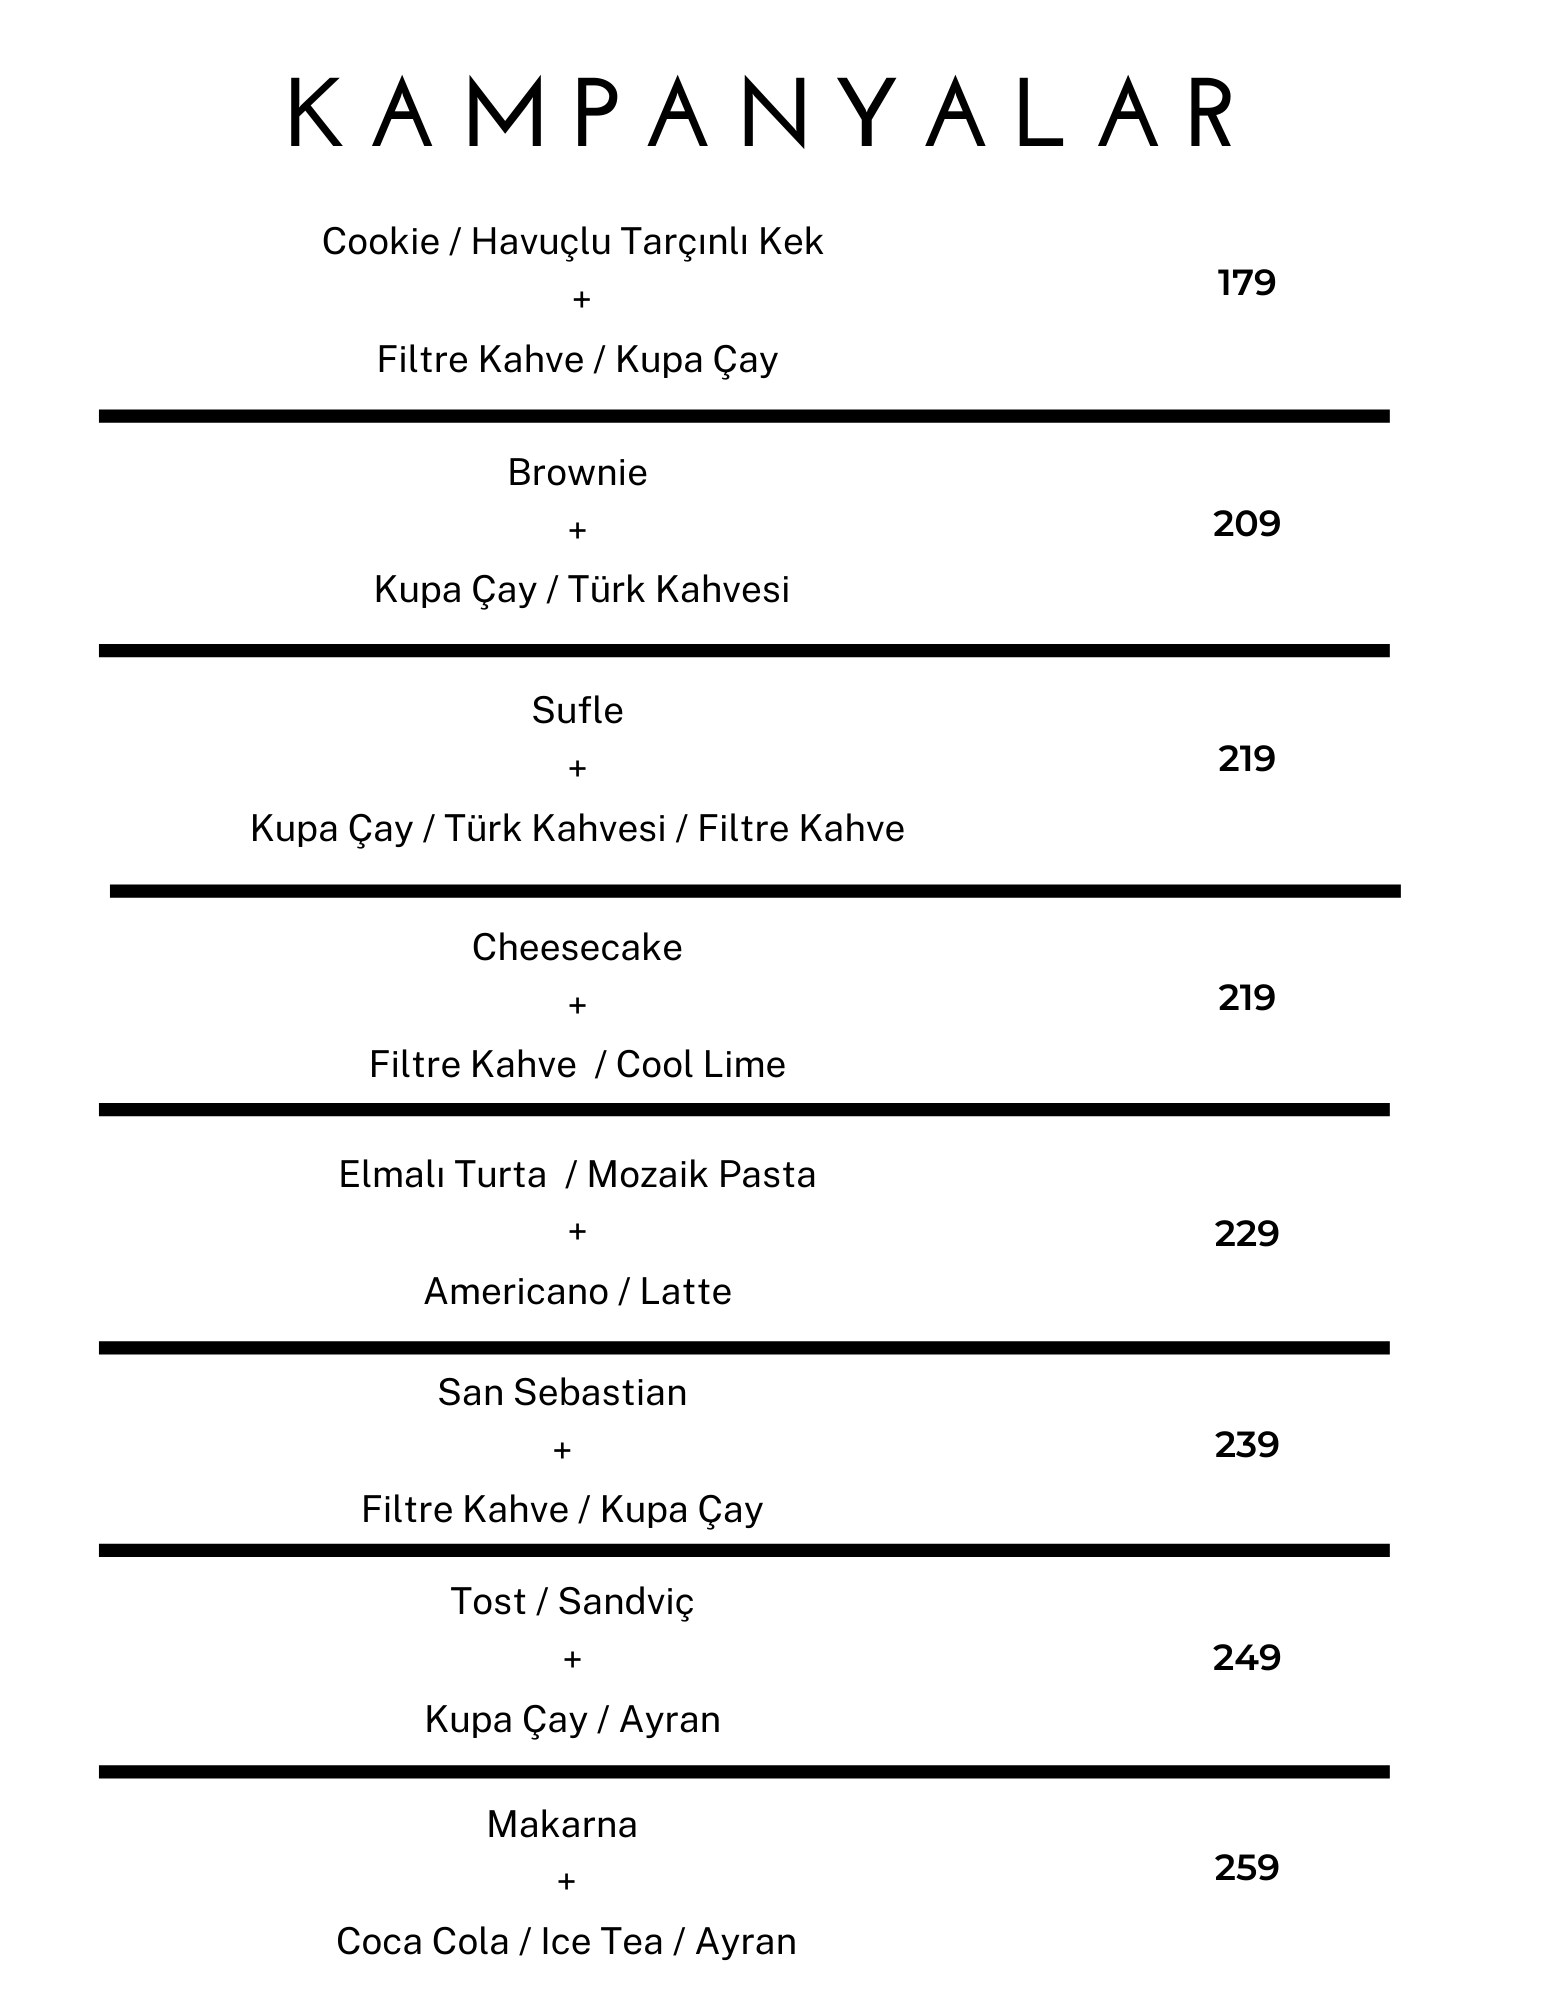 KAMPANYALAR
Cookie / Havuçlu Tarçınlı Kek
+
Filtre Kahve / Kupa Çay
179
Brownie
+
Kupa Çay / Türk Kahvesi
209
Sufle
+
Kupa Çay / Türk Kahvesi / Filtre Kahve
219
Cheesecake
+
Filtre Kahve / Cool Lime
219
Elmalı Turta / Mozaik Pasta
+
Americano / Latte
229
San Sebastian
+
Filtre Kahve / Kupa Çay
239
Tost / Sandviç
+
Kupa Çay / Ayran
249
Makarna
+
Coca Cola / Ice Tea / Ayran
259